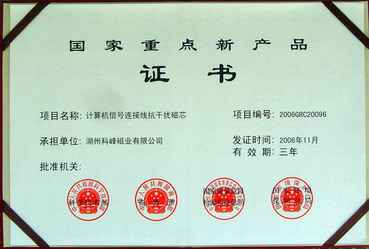 国家重点新产品
证书
项目名称: 计算机信号连接线抗干扰磁芯
项目编号: 2006GRC20096
承担单位: 湖州科峰磁业有限公司
发证时间: 2006年11月
有效期: 三年
批准机关: